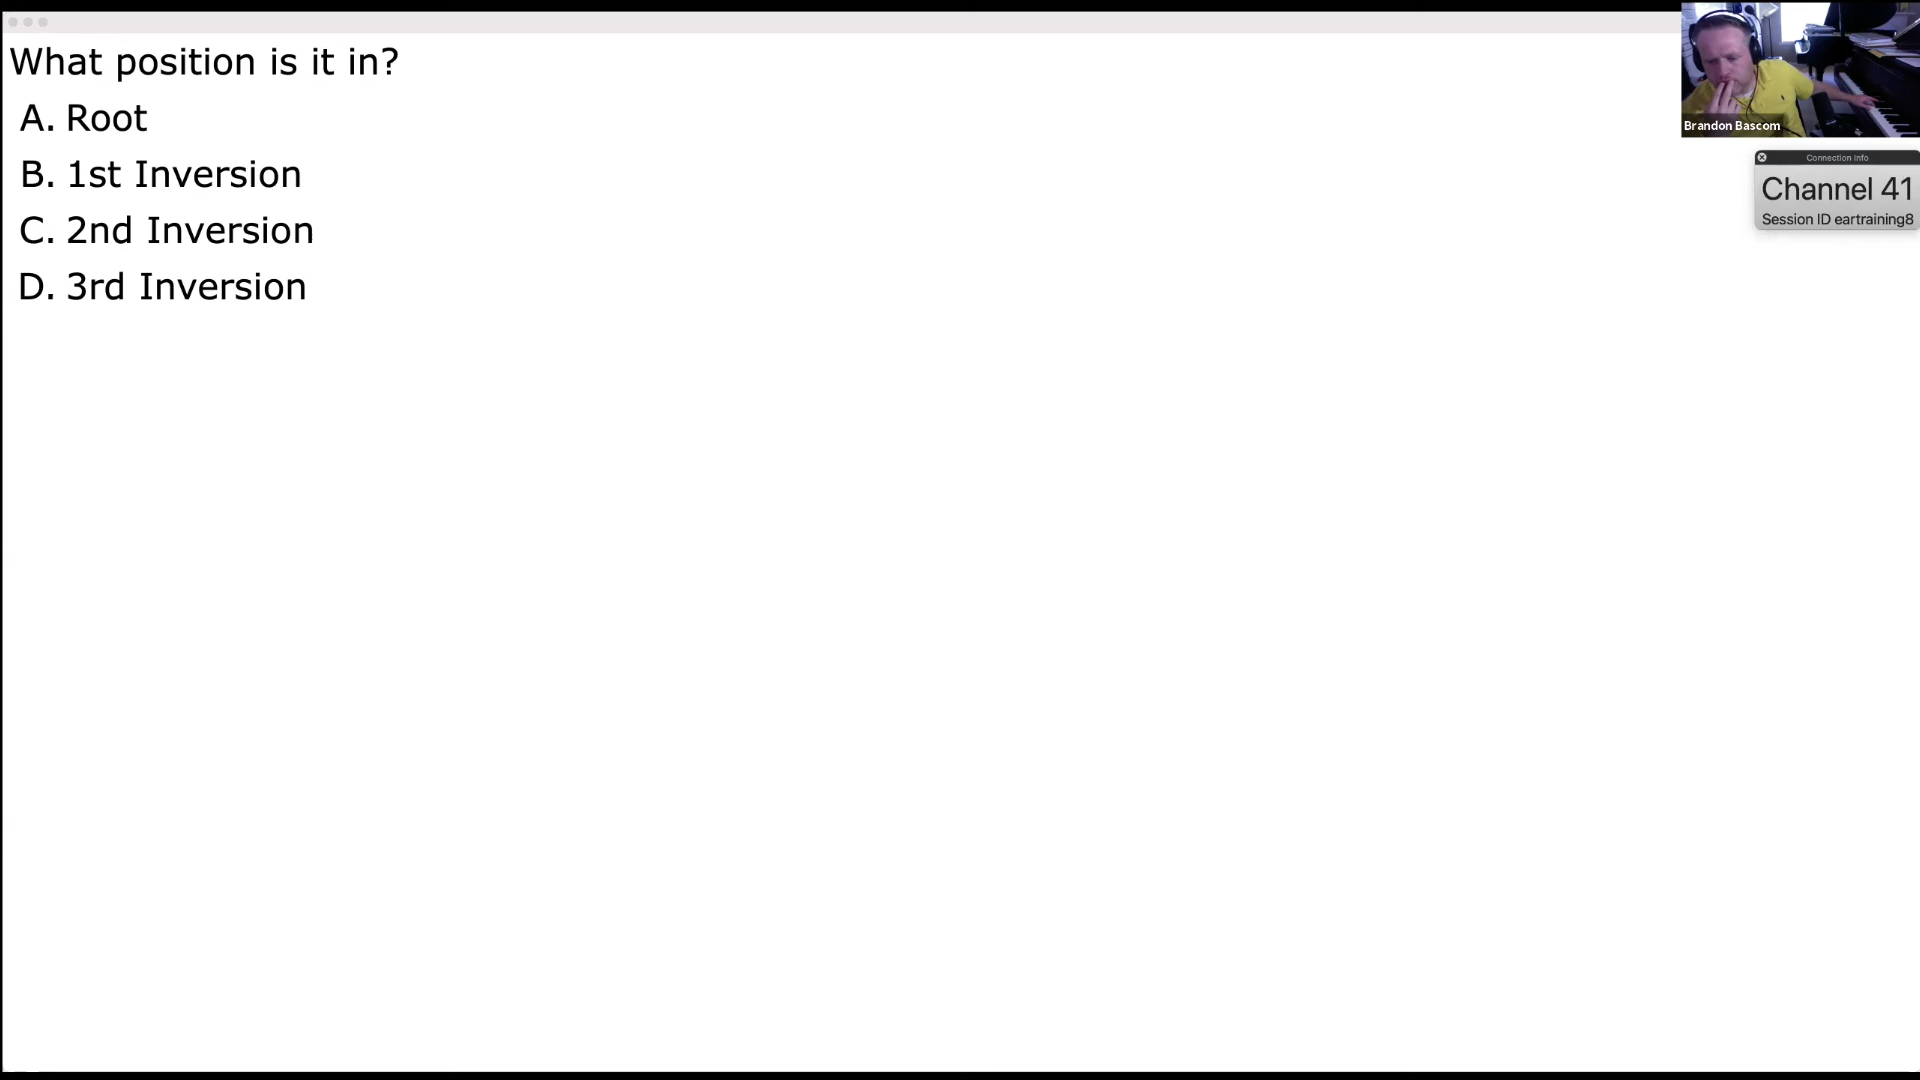 What position is it in?
A. Root
B. 1st Inversion
C. 2nd Inversion
D. 3rd Inversion
Brandon Bascom
Connection Info
Channel 41
Session ID eartraining8